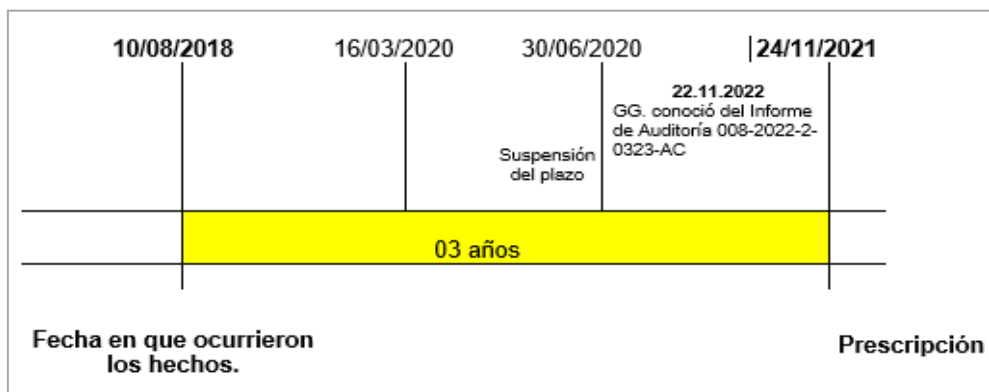 10/08/2018 16/03/2020 30/06/2020 |24/11/2021
22.11.2022
GG. conoció del Informe
de Auditoría 008-2022-2-
0323-AC
Suspensión
del plazo
03 años
Fecha en que ocurrieron
los hechos.
Prescripción